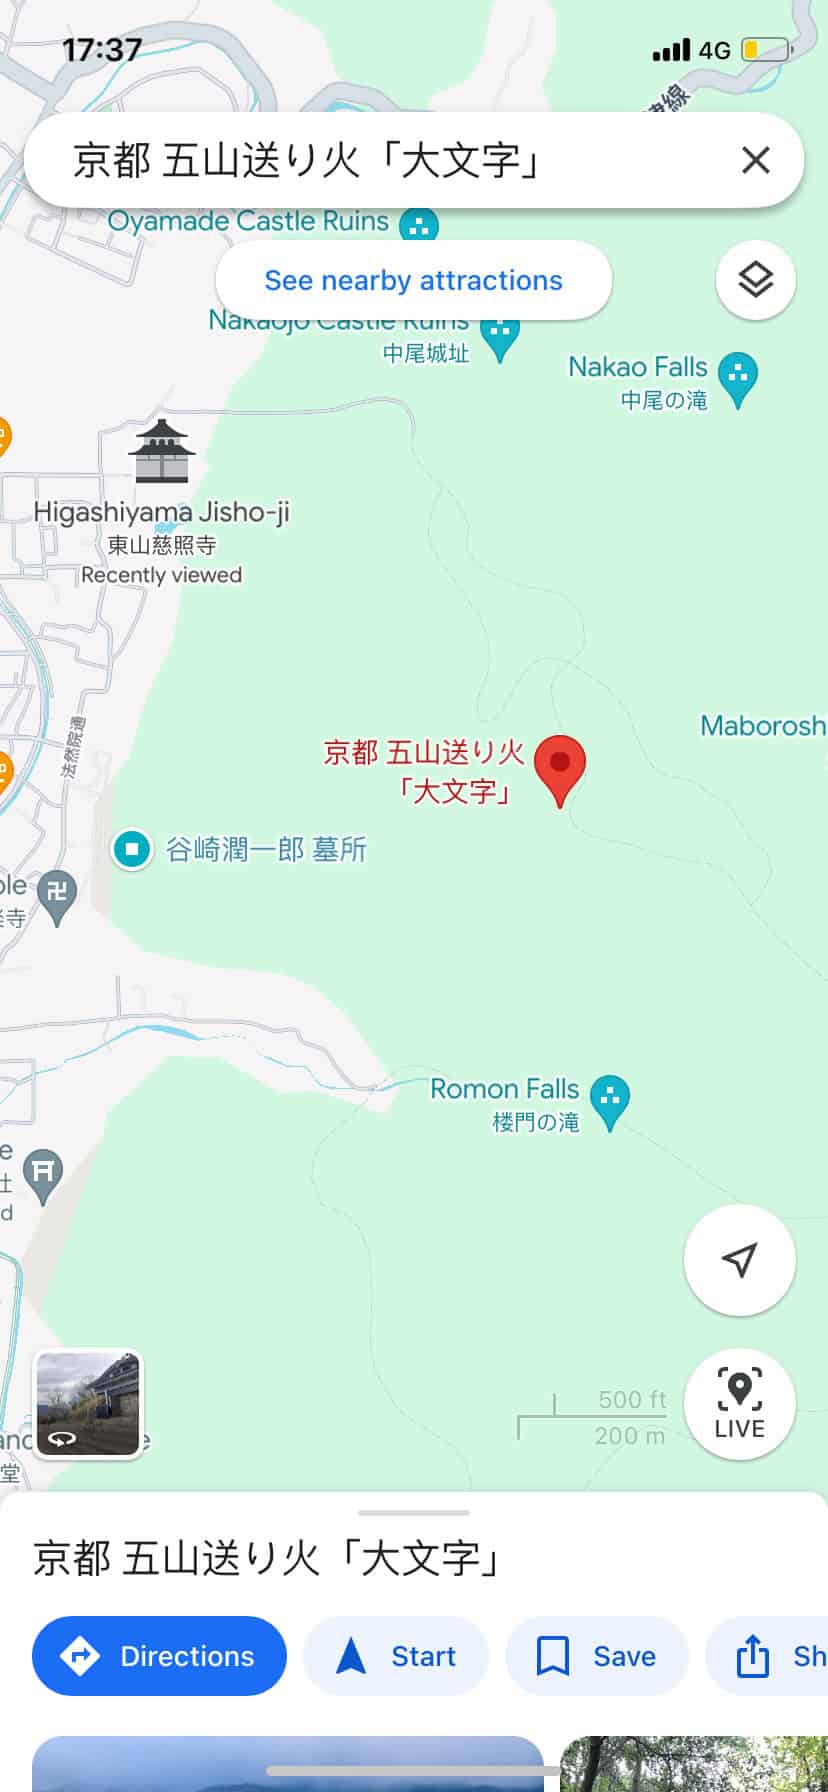 17:37
4G
京都 五山送り火「大文字」
Oyamade Castle Ruins
See nearby attractions
Nakaojo Castle Ruins
中尾城址
Nakao Falls
中尾の滝
Higashiyama Jisho-ji
東山慈照寺
Recently viewed
法然院通
Maborosh
京都 五山送り火
「大文字」
谷崎潤一郎 墓所
Romon Falls
楼門の滝
500 ft
200 m
LIVE
堂
京都 五山送り火「大文字」
Directions
Start
Save
Sh